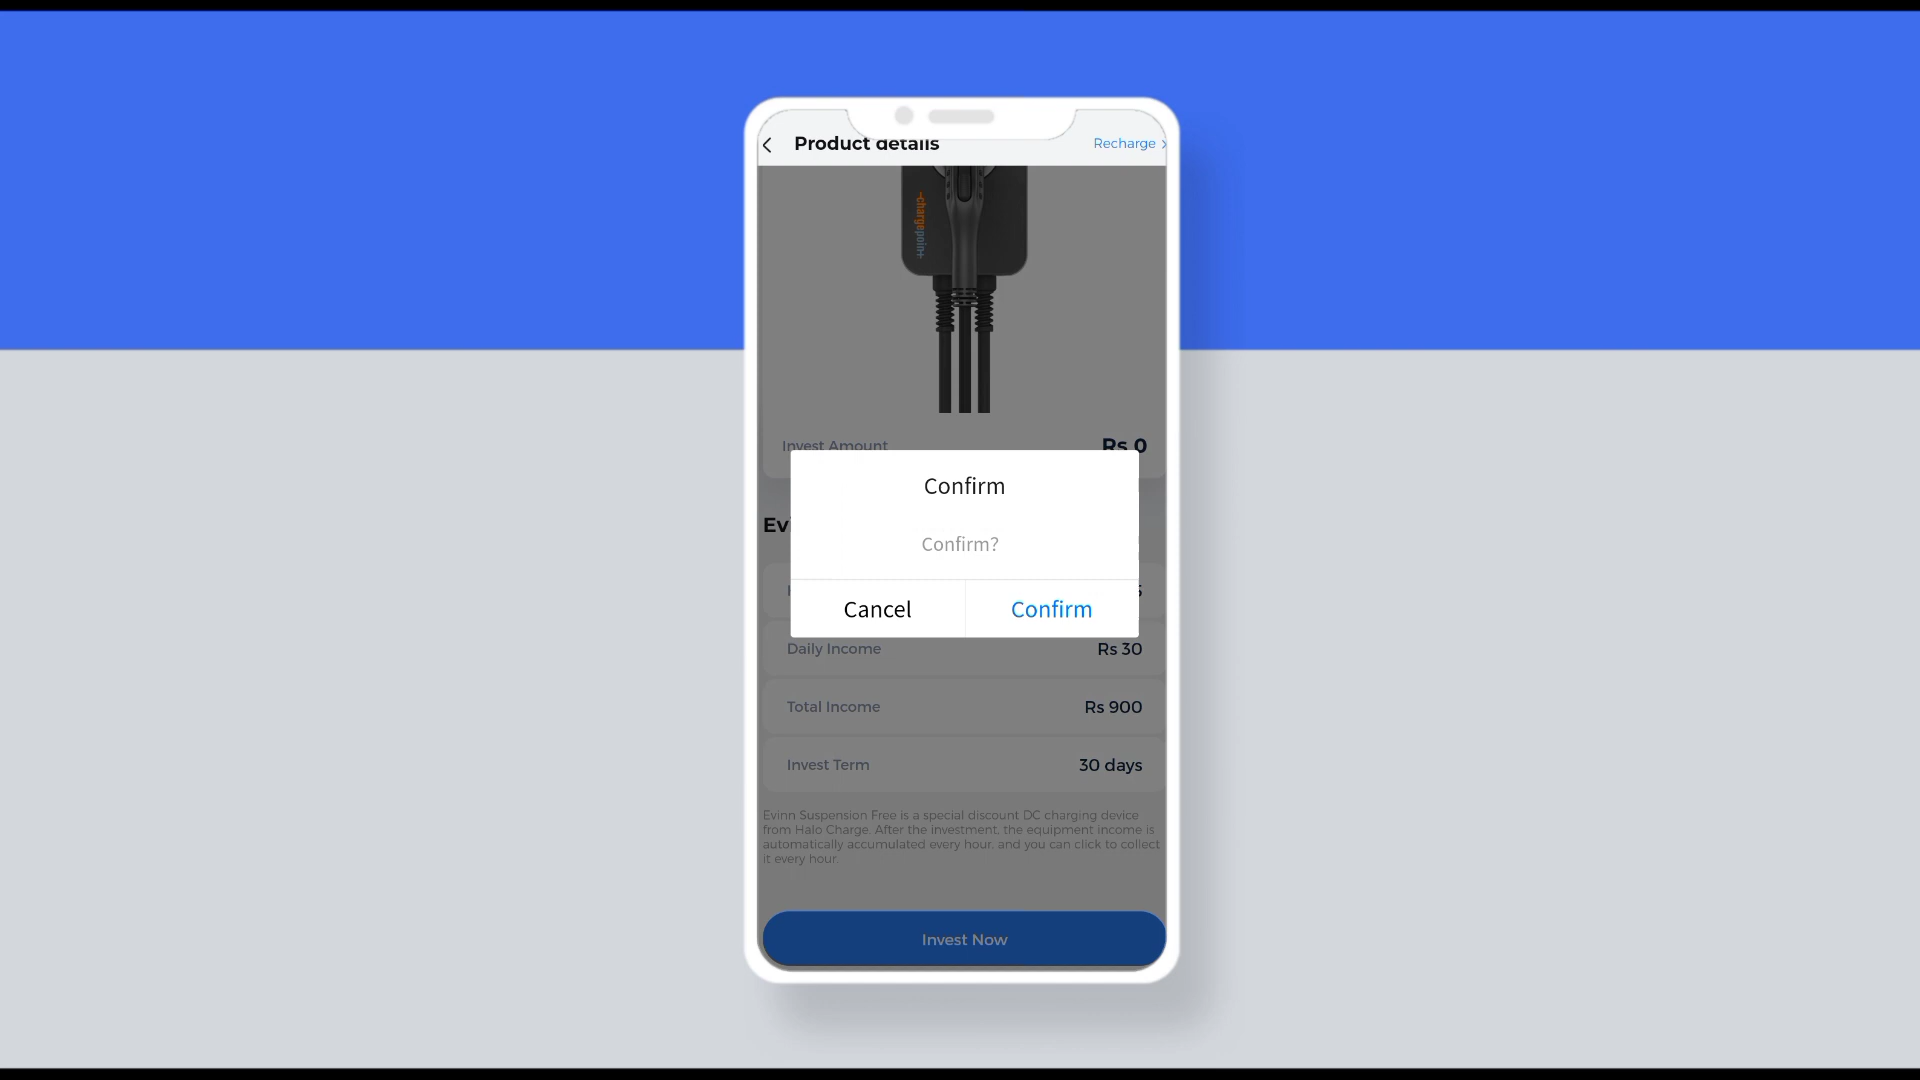 Product details
Recharge >
chargepoin+
Invest Amount
Rs 0
Confirm
Evi
Confirm?
Cancel
Confirm
Daily Income
Rs 30
Total Income
Rs 900
Invest Term
30 days
Evinn Suspension Free is a special discount DC charging device
from Halo Charge. After the investment, the equipment income is
automatically accumulated every hour. and you can click to collect
it every hour.
Invest Now